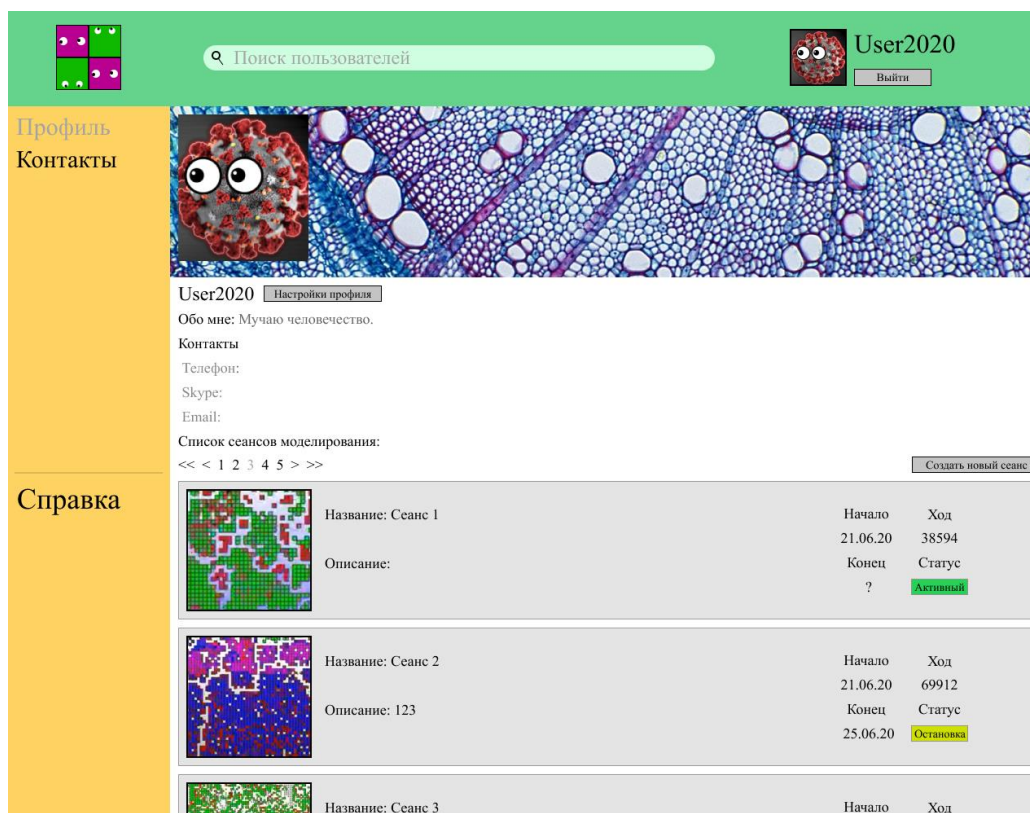 Поиск пользователей
User2020
Выйти
Профиль
Контакты
Справка
User2020 Настройки профиля
Обо мне: Мучаю человечество.
Контакты
Телефон:
Skype:
Email:
Список сеансов моделирования:
<< < 1 2 3 4 5 > >> Создать новый сеанс
Название: Сеанс 1 Начало Ход
21.06.20 38594
Описание: Конец Статус
? Активный
Название: Сеанс 2 Начало Ход
21.06.20 69912
Описание: 123 Конец Статус
25.06.20 Остановка
Название: Сеанс 3 Начало Ход